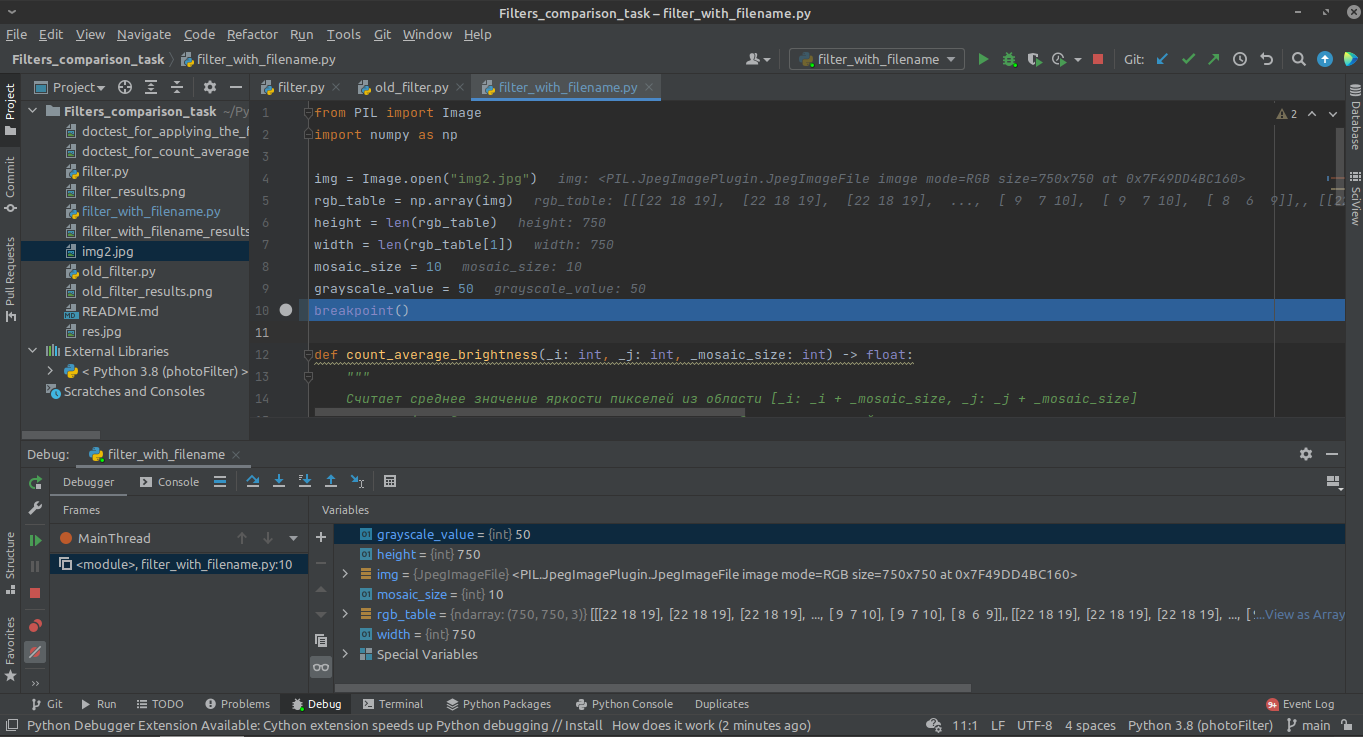 Filters_comparison_task – filter_with_filename.py
File Edit View Navigate Code Refactor Run Tools Git Window Help
Filters_comparison_task filter_with_filename.py filter_with_filename Git:
Project filter.py old_filter.py filter_with_filename.py
Filters_comparison_task ~/Py
doctest_for_applying_the_f
doctest_for_count_average
filter.py
filter_results.png
filter_with_filename.py
filter_with_filename_results
img2.jpg
old_filter.py
old_filter_results.png
README.md
res.jpg
External Libraries
< Python 3.8 (photoFilter) >
Scratches and Consoles
Project
Commit
Pull Requests
Structure
Favorites
1 from PIL import Image
2 import numpy as np
3
4 img = Image.open("img2.jpg") img: <PIL.JpegImagePlugin.JpegImageFile image mode=RGB size=750x750 at 0x7F49DD4BC160>
5 rgb_table = np.array(img) rgb_table: [[[22 18 19], [22 18 19], [22 18 19], ..., [ 9 7 10], [ 9 7 10], [ 8 6 9]],, [[22
6 height = len(rgb_table) height: 750
7 width = len(rgb_table[1]) width: 750
8 mosaic_size = 10 mosaic_size: 10
9 grayscale_value = 50 grayscale_value: 50
10 breakpoint()
11
12 def count_average_brightness(_i: int, _j: int, _mosaic_size: int) -> float:
13 """
14 Считает среднее значение яркости пикселей из области [_i: _i + _mosaic_size, _j: _j + _mosaic_size]
2
Database
SciView
Debug: filter_with_filename
Debugger Console
Frames
MainThread
<module>, filter_with_filename.py:10
Variables
grayscale_value = {int} 50
height = {int} 750
img = {JpegImageFile} <PIL.JpegImagePlugin.JpegImageFile image mode=RGB size=750x750 at 0x7F49DD4BC160>
mosaic_size = {int} 10
rgb_table = {ndarray: (750, 750, 3)} [[[22 18 19], [22 18 19], [22 18 19], ..., [ 9 7 10], [ 9 7 10], [ 8 6 9]],, [[22 18 19], [22 18 19], [22 18 19], ..., [ ...View as Array
width = {int} 750
Special Variables
Git Run TODO Problems Debug Terminal Python Packages Python Console Duplicates 9+ Event Log
Python Debugger Extension Available: Cython extension speeds up Python debugging // Install How does it work (2 minutes ago) 11:1 LF UTF-8 4 spaces Python 3.8 (photoFilter) main